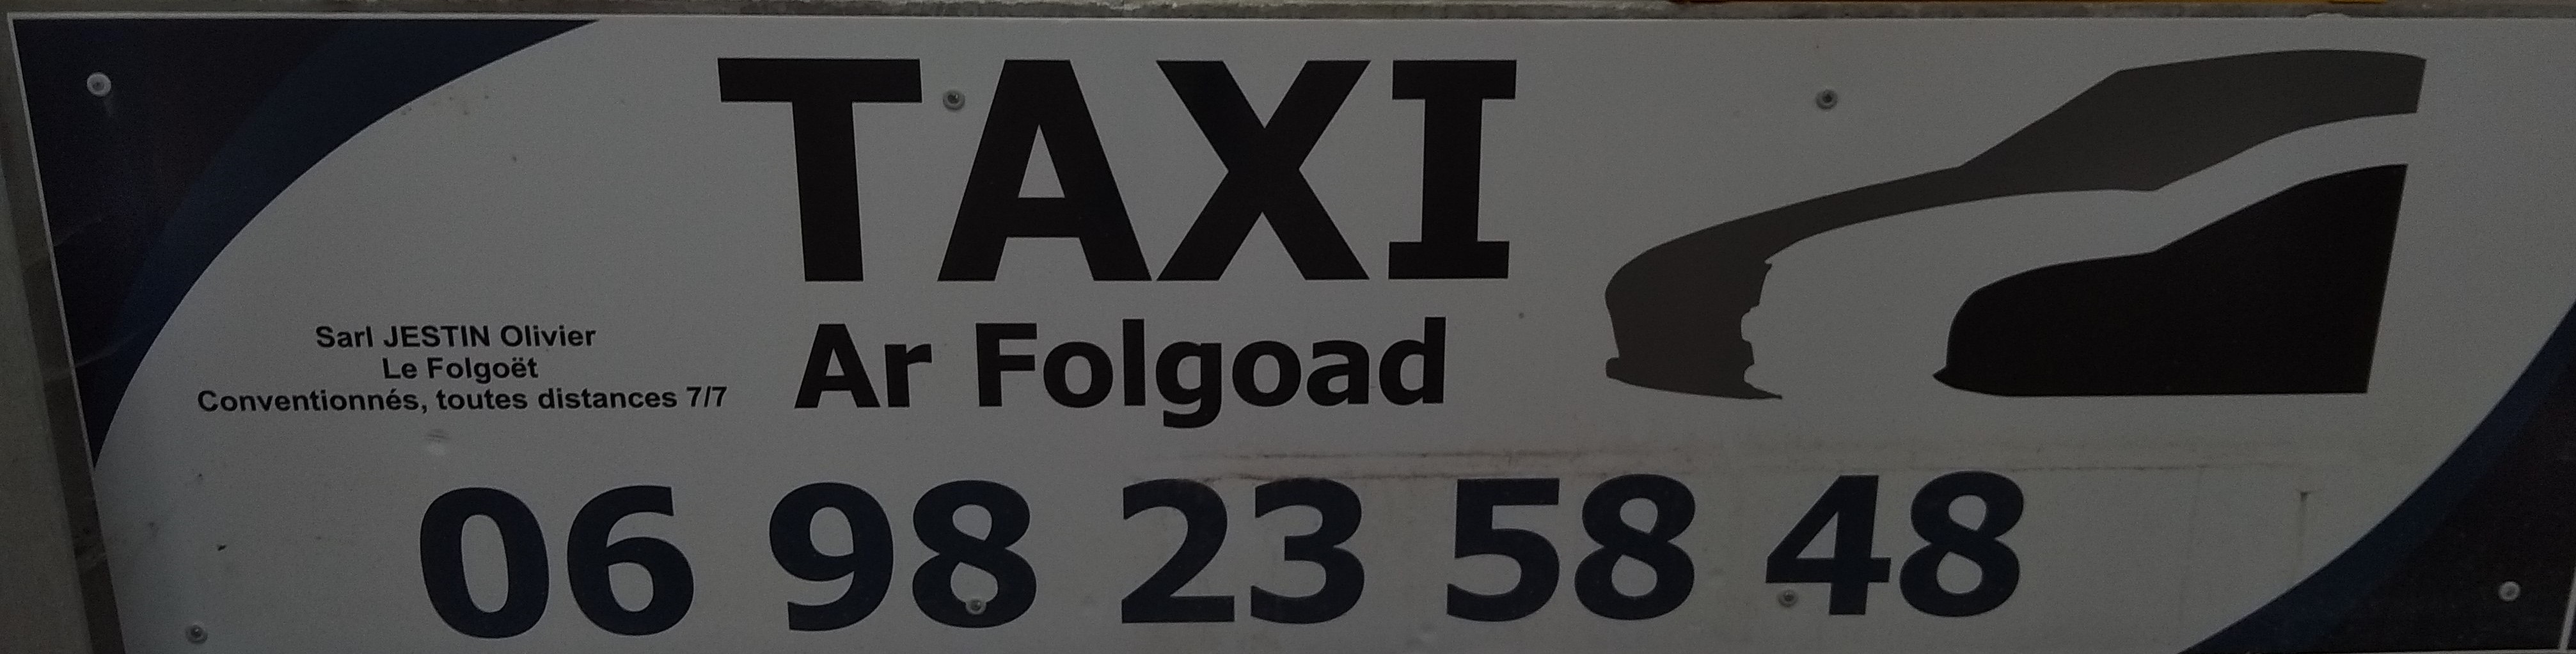 TAXI
Ar Folgoad
Sarl JESTIN Olivier
Le Folgoët
Conventionnés, toutes distances 7/7
06 98 23 58 48